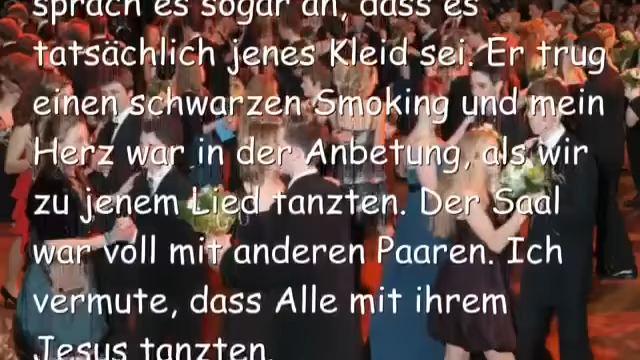 sprach es sogar an, dass es
tatsächlich jenes Kleid sei. Er trug
einen schwarzen Smoking und mein
Herz war in der Anbetung, als wir
zu jenem Lied tanzten. Der Saal
war voll mit anderen Paaren. Ich
vermute, dass Alle mit ihrem
Jesus tanzten.